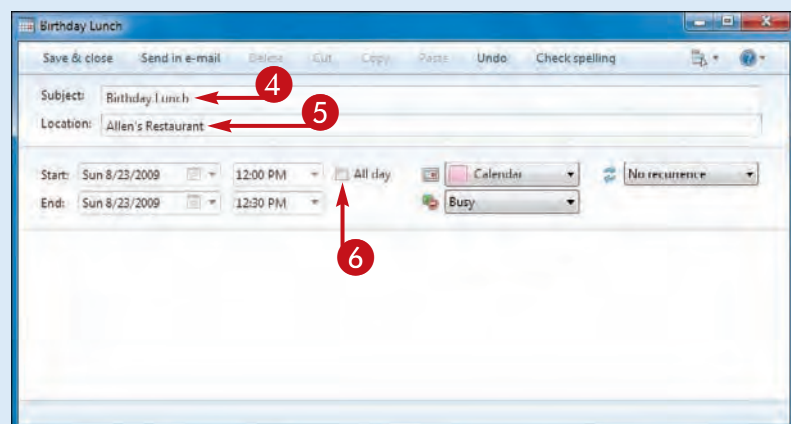 Birthday Lunch
Save & close Send in e-mail Delete Cut Copy Paste Undo Check spelling
Subject: Birthday Lunch 4
Location: Allen's Restaurant 5
Start: Sun 8/23/2009 12:00 PM All day Calendar No recurrence
End: Sun 8/23/2009 12:30 PM Busy
6